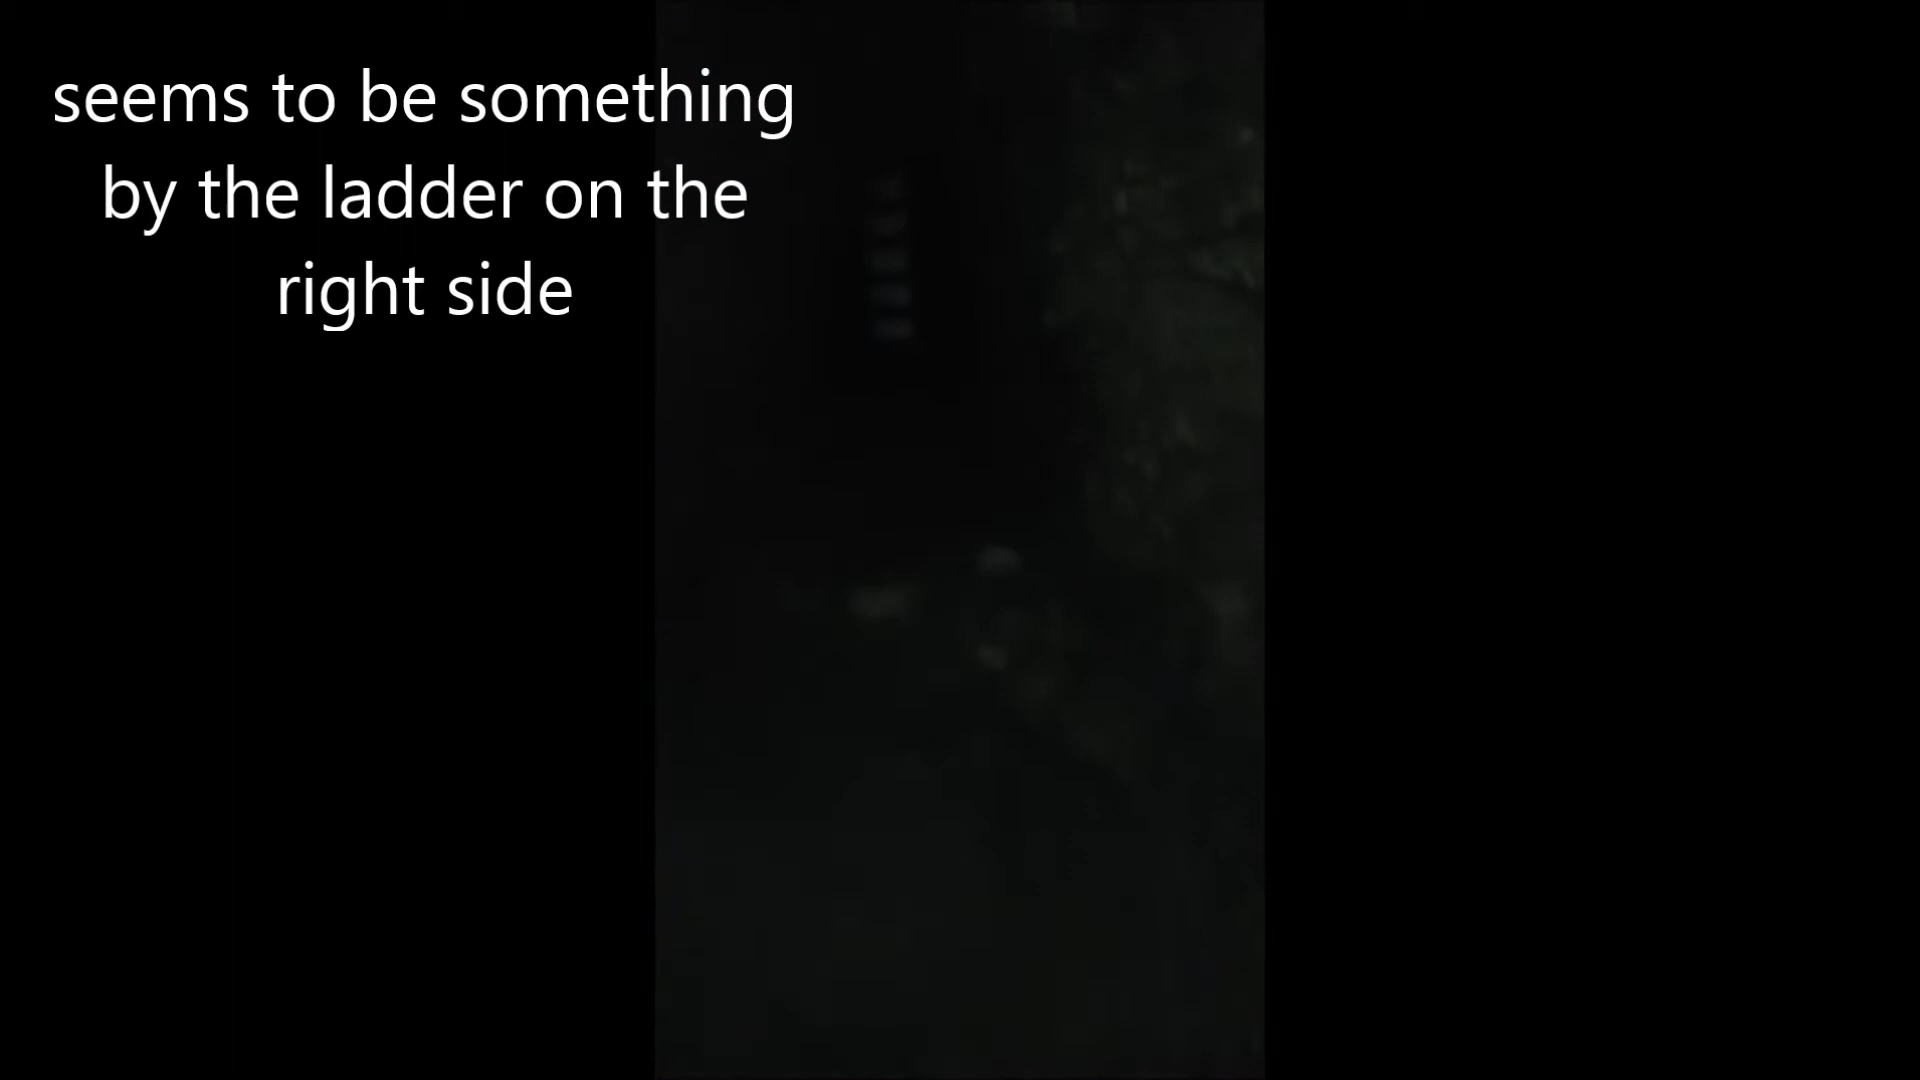 seems to be something
by the ladder on the
right side